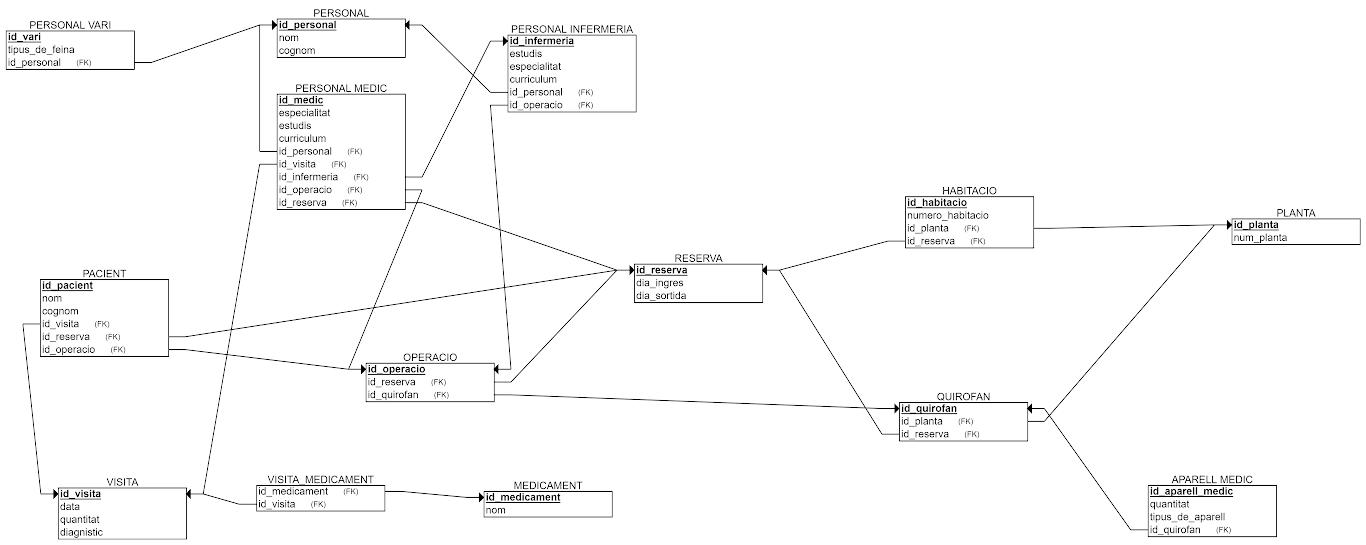 PERSONAL VARI
id_vari
tipus_de_feina
id_personal (FK)
PERSONAL
id_personal
nom
cognom
PERSONAL INFERMERIA
id_infermeria
estudis
especialitat
curriculum
id_personal (FK)
id_operacio (FK)
PERSONAL MEDIC
id_medic
especialitat
estudis
curriculum
id_personal (FK)
id_visita (FK)
id_infermeria (FK)
id_operacio (FK)
id_reserva (FK)
HABITACIO
id_habitacio
numero_habitacio
id_planta (FK)
id_reserva (FK)
PLANTA
id_planta
num_planta
RESERVA
id_reserva
dia_ingres
dia_sortida
PACIENT
id_pacient
nom
cognom
id_visita (FK)
id_reserva (FK)
id_operacio (FK)
OPERACIO
id_operacio
id_reserva (FK)
id_quirofan (FK)
QUIROFAN
id_quirofan
id_planta (FK)
id_reserva (FK)
VISITA
id_visita
data
quantitat
diagnistic
VISITA_MEDICAMENT
id_medicament (FK)
id_visita (FK)
MEDICAMENT
id_medicament
nom
APARELL MEDIC
id_aparell_medic
quantitat
tipus_de_aparell
id_quirofan (FK)